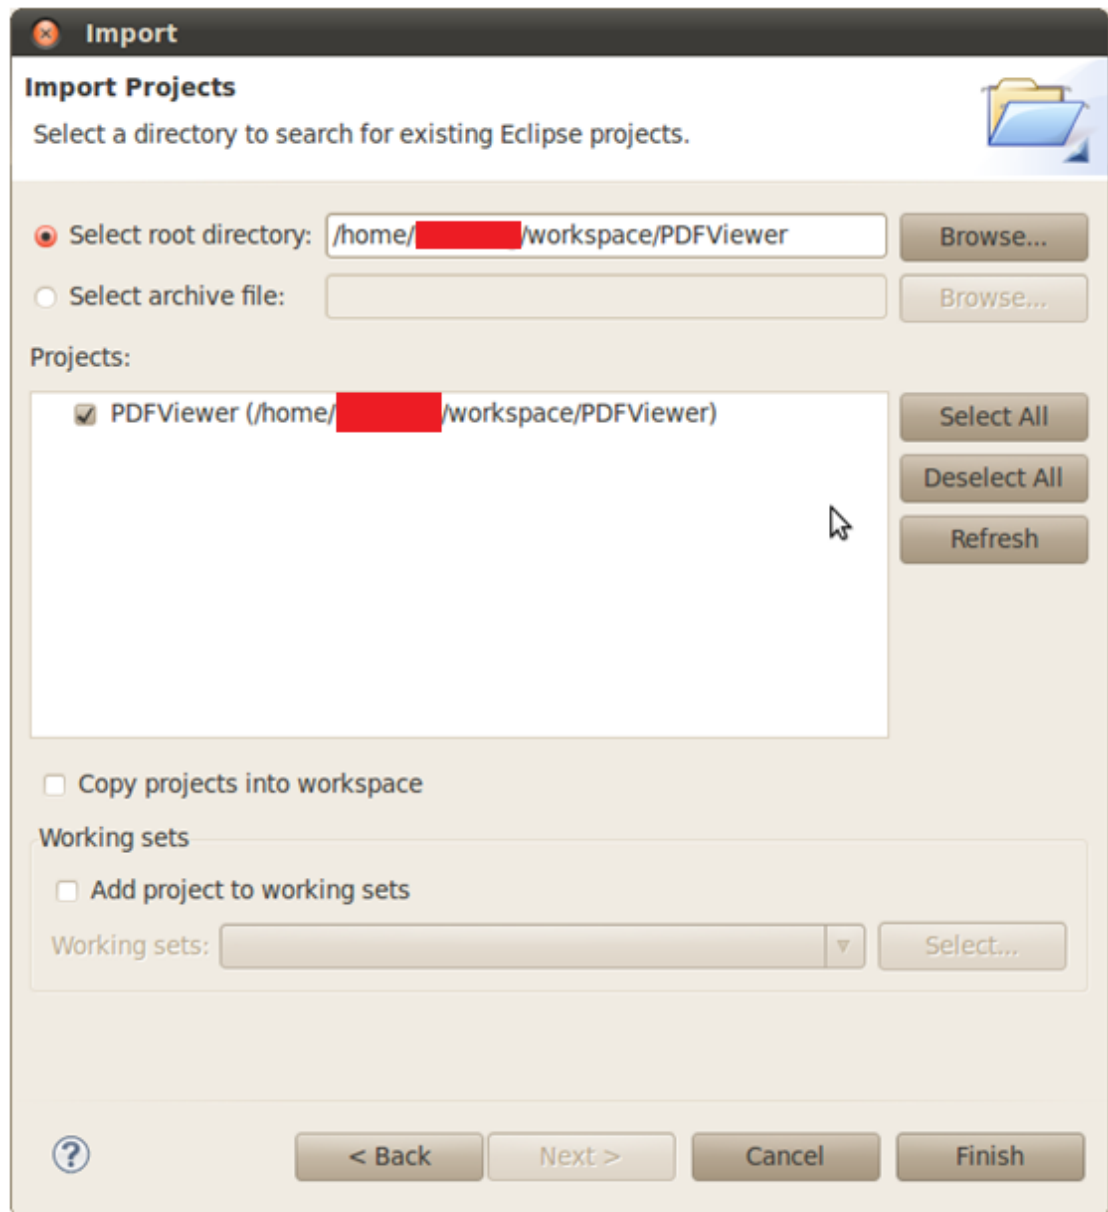 Import
Import Projects
Select a directory to search for existing Eclipse projects.
Select root directory: /home/ /workspace/PDFViewer Browse...
Select archive file: Browse...
Projects:
PDFViewer (/home/ /workspace/PDFViewer) Select All
Deselect All
Refresh
Copy projects into workspace
Working sets
Add project to working sets
Working sets: Select...
? < Back Next > Cancel Finish